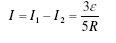 I = I₁ − I₂ = 3ε / 5R